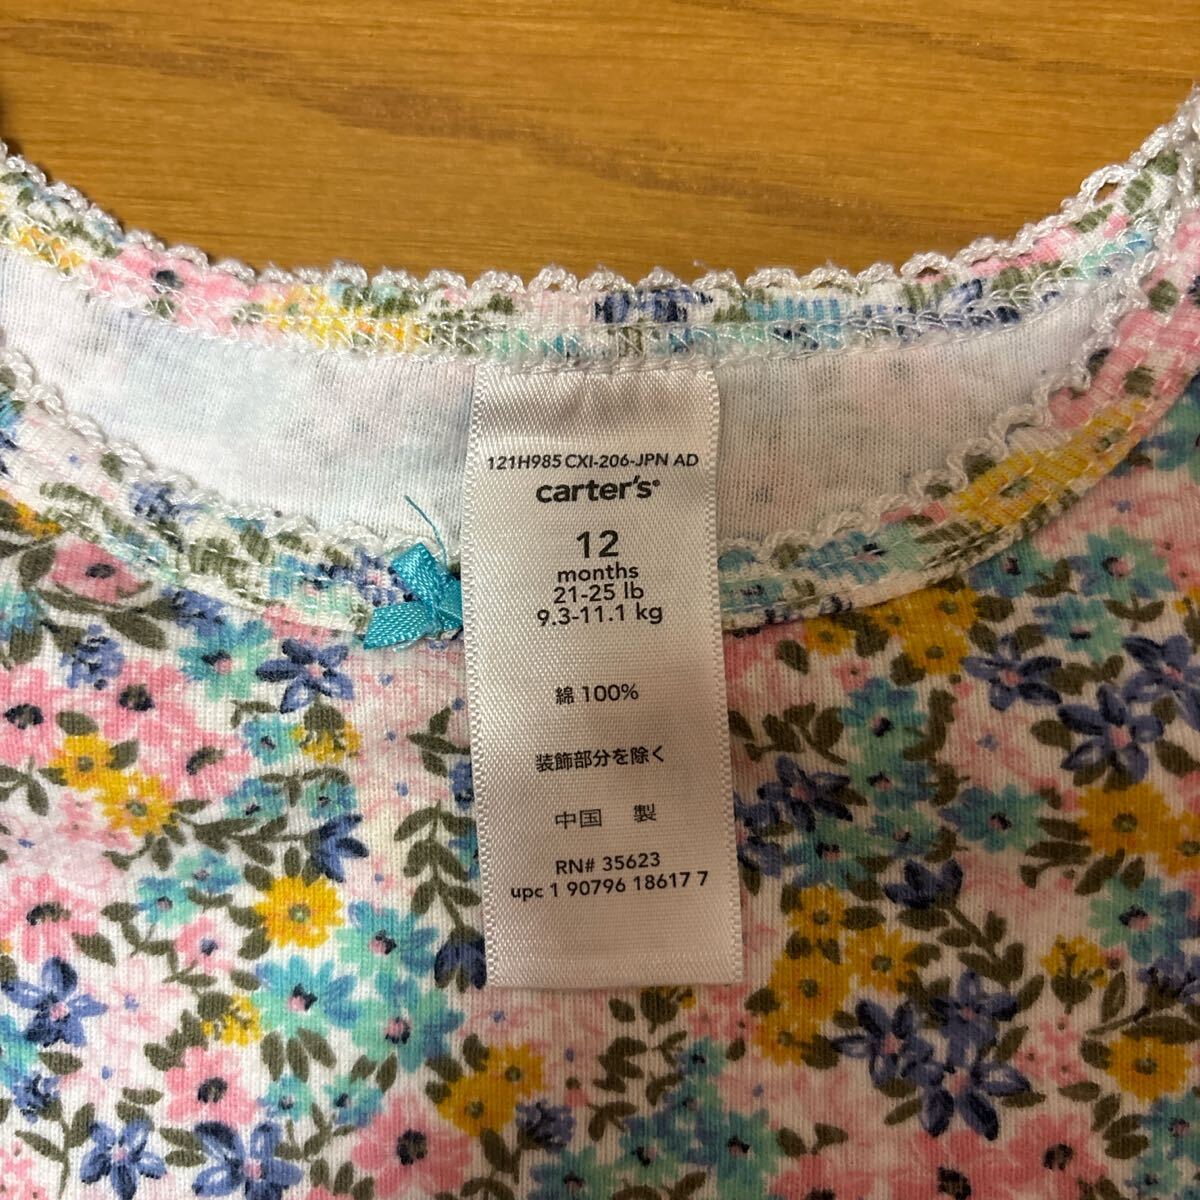 121H985 CXI-206-JPN AD
carter's
12
months
21-25 lb
9.3-11.1 kg
綿 100%
装飾部分を除く
中国 製
RN# 35623
upc 1 90796 18617 7